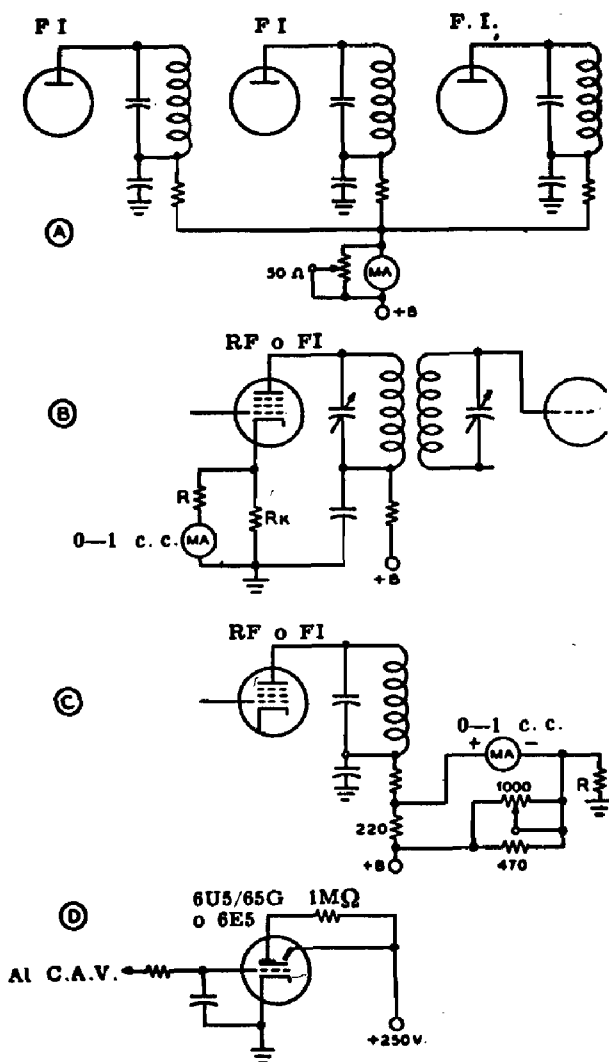 F I F I F. I.
A
50 Ω MA
+B
RF o FI
B
R RK
0—1 c. c. MA
+B
RF o FI
C
0—1 c. c.
+ MA −
1000 R
220
+B 470
D
6U5/65G 1MΩ
o 6E5
Al C.A.V.
+250V.